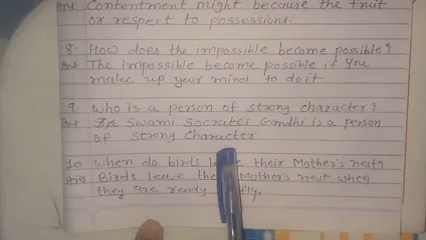 Ans Contentment might because the fruit
or respect to possessions.
8. How does the impossible become possible?
Ans The impossible become possible if you
make up your mind to do it
9. Who is a person of strong character?
Ans Swami Socrates Gandhi is a person
of Strong Character
10 When do birds their Mother's nest?
Ans Birds leave the Mother's nest when
they are ready fly.